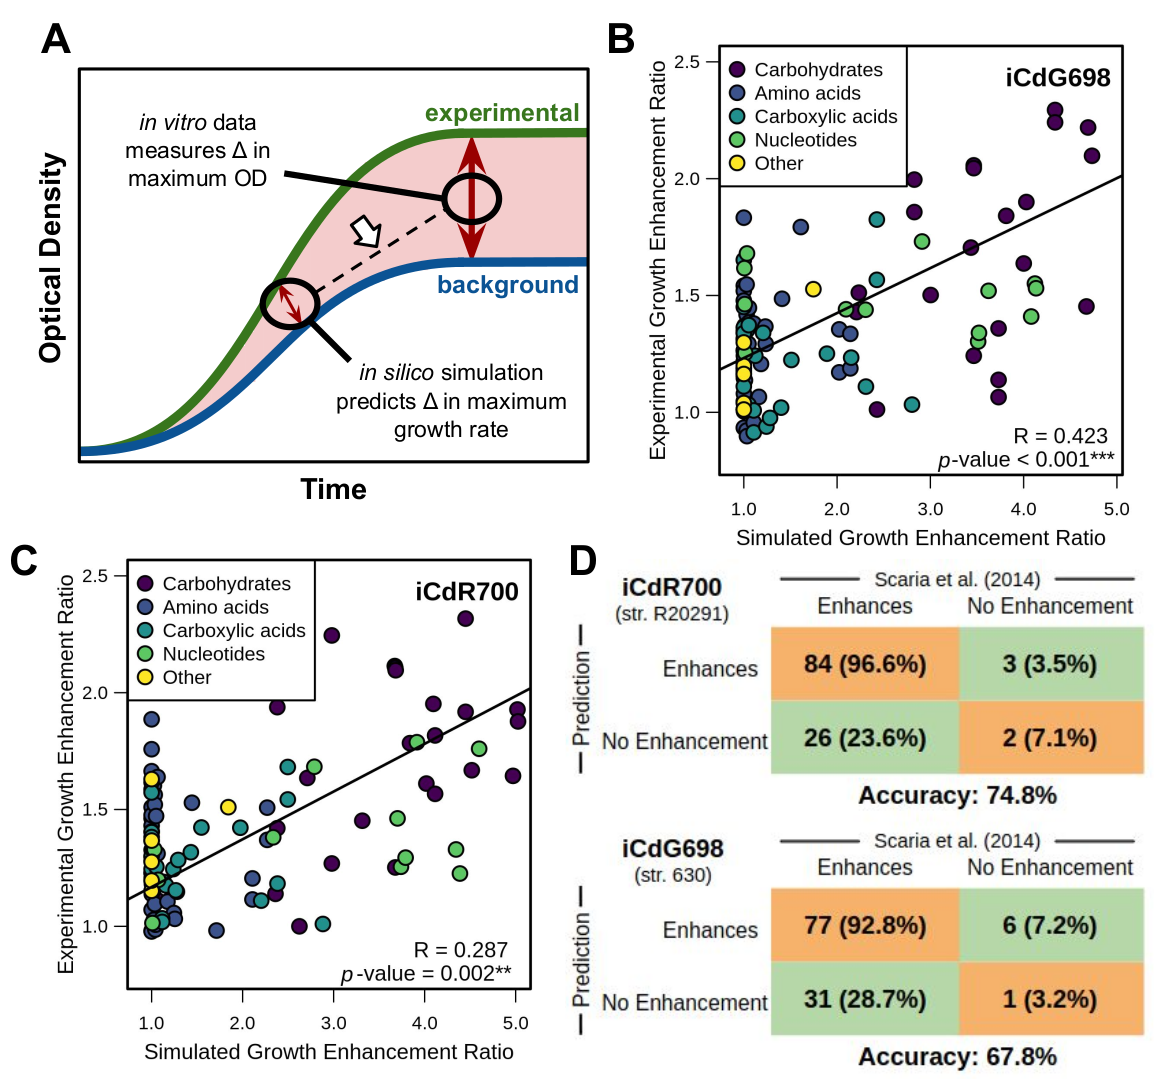 A
in vitro data
measures Δ in
maximum OD
experimental
background
in silico simulation
predicts Δ in maximum
growth rate
Optical Density
Time
B
Carbohydrates
Amino acids
Carboxylic acids
Nucleotides
Other
iCdG698
Experimental Growth Enhancement Ratio
2.5
2.0
1.5
1.0
R = 0.423
p-value < 0.001***
1.0 2.0 3.0 4.0 5.0
Simulated Growth Enhancement Ratio
C
Carbohydrates
Amino acids
Carboxylic acids
Nucleotides
Other
iCdR700
Experimental Growth Enhancement Ratio
2.5
2.0
1.5
1.0
R = 0.287
p-value = 0.002**
1.0 2.0 3.0 4.0 5.0
Simulated Growth Enhancement Ratio
D
iCdR700
(str. R20291)
Scaria et al. (2014)
Enhances No Enhancement
Prediction
Enhances 84 (96.6%) 3 (3.5%)
No Enhancement 26 (23.6%) 2 (7.1%)
Accuracy: 74.8%
iCdG698
(str. 630)
Scaria et al. (2014)
Enhances No Enhancement
Prediction
Enhances 77 (92.8%) 6 (7.2%)
No Enhancement 31 (28.7%) 1 (3.2%)
Accuracy: 67.8%